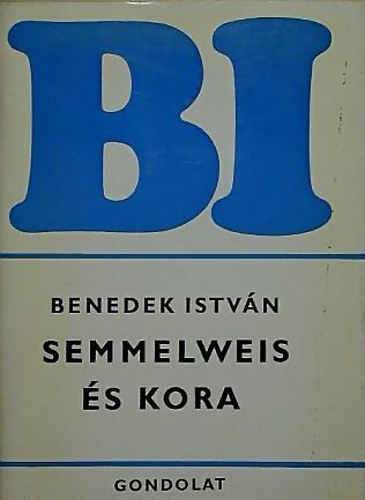 BI
BENEDEK ISTVÁN
SEMMELWEIS
ÉS KORA
GONDOLAT